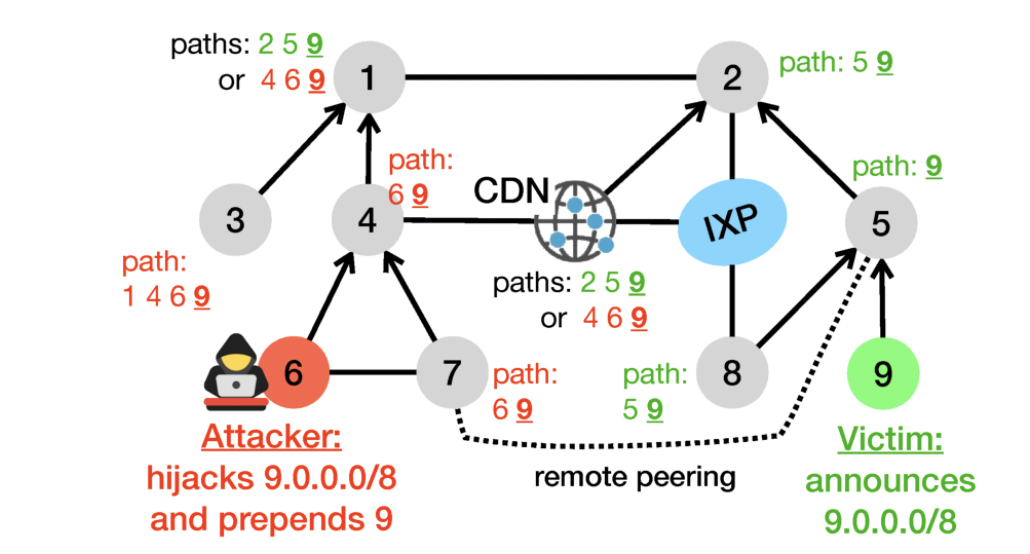 paths: 2 5 9
or 4 6 9
1
2
path: 5 9
path:
6 9
CDN
path: 9
3
4
IXP
5
path:
1 4 6 9
paths: 2 5 9
or 4 6 9
6
7
path:
6 9
path:
5 9
8
9
Attacker:
hijacks 9.0.0.0/8
and prepends 9
remote peering
Victim:
announces
9.0.0.0/8